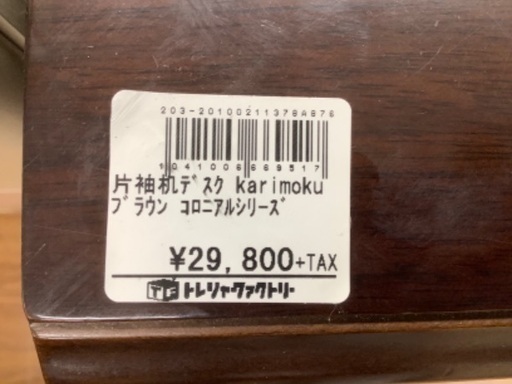 203-20100211378A876
1041006669517
片袖机ﾃﾞｽｸ karimoku
ﾌﾞﾗｳﾝ ｺﾛﾆｱﾙｼﾘｰｽﾞ
¥29,800+TAX
TF トレジャーファクトリー